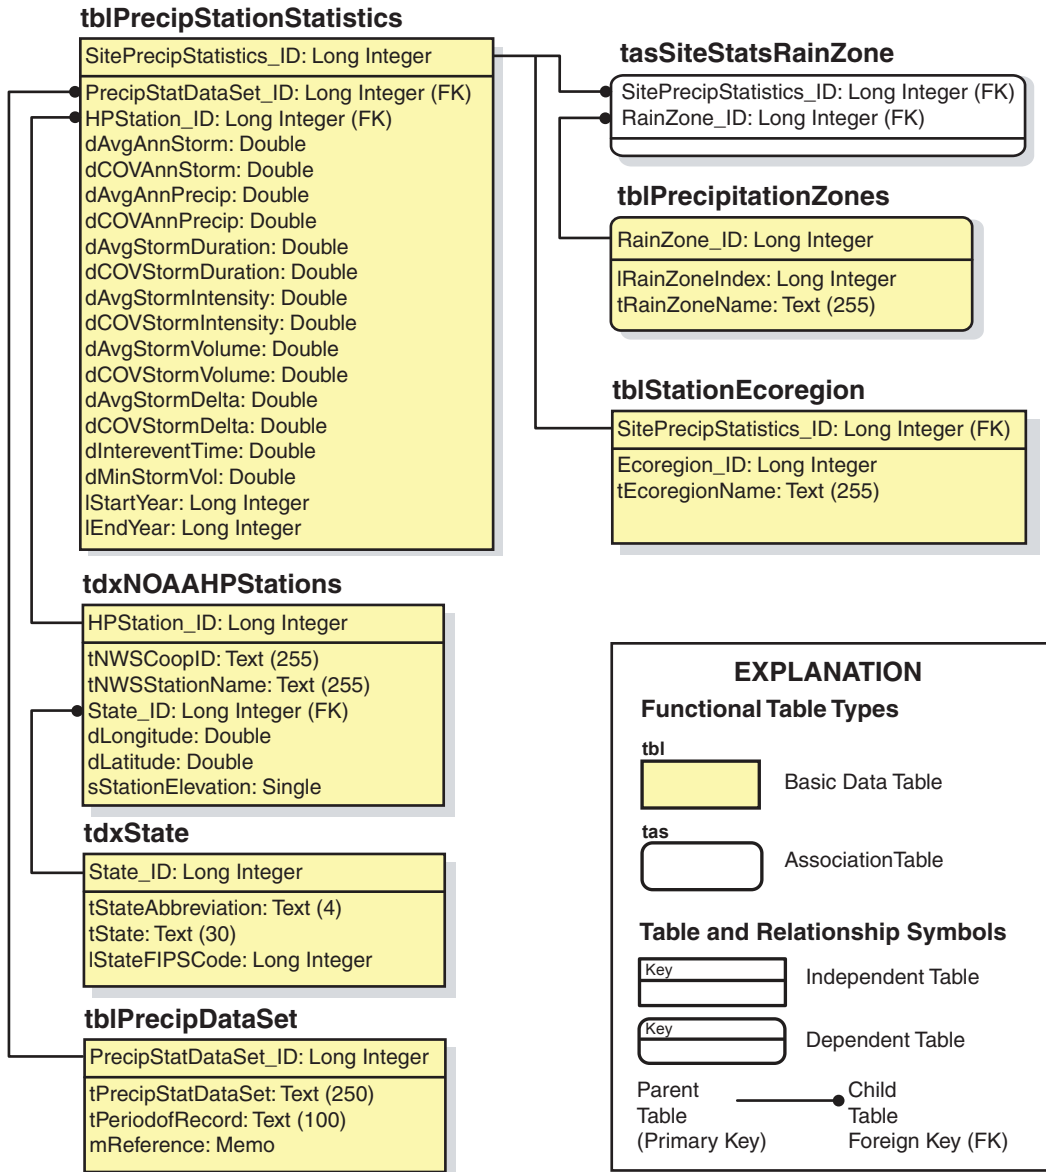 tblPrecipStationStatistics
SitePrecipStatistics_ID: Long Integer
PrecipStatDataSet_ID: Long Integer (FK)
HPStation_ID: Long Integer (FK)
dAvgAnnStorm: Double
dCOVAnnStorm: Double
dAvgAnnPrecip: Double
dCOVAnnPrecip: Double
dAvgStormDuration: Double
dCOVStormDuration: Double
dAvgStormIntensity: Double
dCOVStormIntensity: Double
dAvgStormVolume: Double
dCOVStormVolume: Double
dAvgStormDelta: Double
dCOVStormDelta: Double
dIntereventTime: Double
dMinStormVol: Double
lStartYear: Long Integer
lEndYear: Long Integer
tdxNOAAHPStations
HPStation_ID: Long Integer
tNWSCoopID: Text (255)
tNWSStationName: Text (255)
State_ID: Long Integer (FK)
dLongitude: Double
dLatitude: Double
sStationElevation: Single
tdxState
State_ID: Long Integer
tStateAbbreviation: Text (4)
tState: Text (30)
lStateFIPSCode: Long Integer
tblPrecipDataSet
PrecipStatDataSet_ID: Long Integer
tPrecipStatDataSet: Text (250)
tPeriodofRecord: Text (100)
mReference: Memo
tasSiteStatsRainZone
SitePrecipStatistics_ID: Long Integer (FK)
RainZone_ID: Long Integer (FK)
tblPrecipitationZones
RainZone_ID: Long Integer
lRainZoneIndex: Long Integer
tRainZoneName: Text (255)
tblStationEcoregion
SitePrecipStatistics_ID: Long Integer (FK)
Ecoregion_ID: Long Integer
tEcoregionName: Text (255)
EXPLANATION
Functional Table Types
tbl
Basic Data Table
tas
AssociationTable
Table and Relationship Symbols
Key
Independent Table
Key
Dependent Table
Parent
Table
(Primary Key)
Child
Table
Foreign Key (FK)